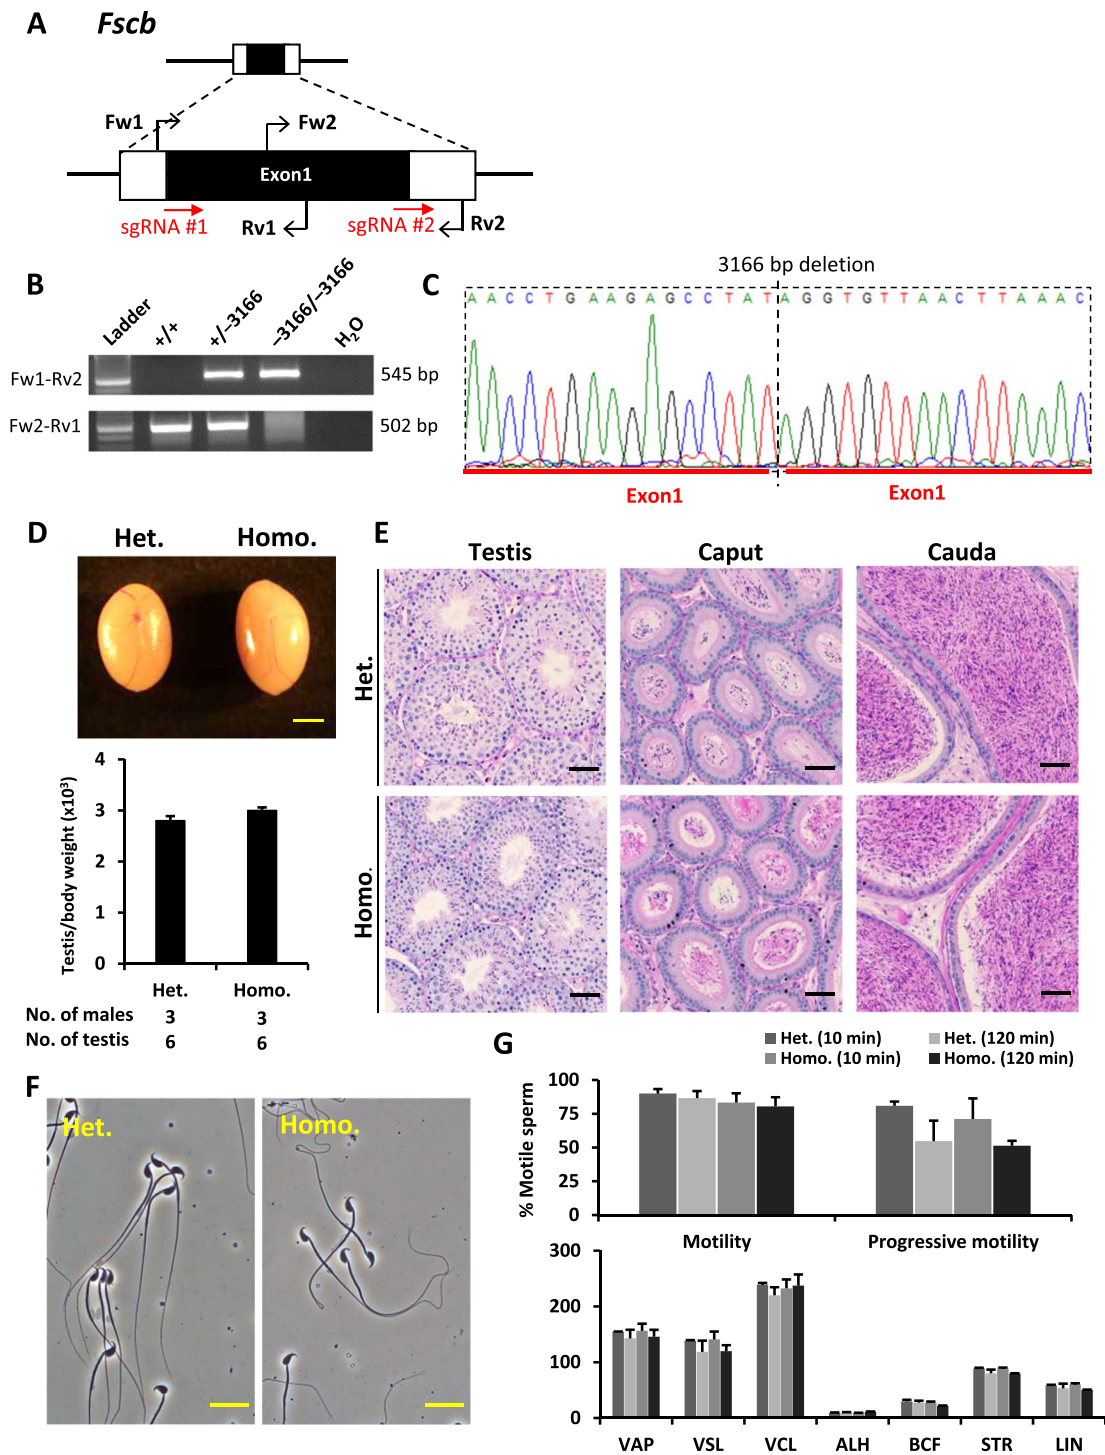 A
Fscb
Fw1
Fw2
Exon1
sgRNA #1
Rv1
sgRNA #2
Rv2
B
Ladder
+/+
+/–3166
–3166/–3166
H2O
Fw1-Rv2
545 bp
Fw2-Rv1
502 bp
C
3166 bp deletion
A A C C T G A A G A G C C T A T A G G T G T T A A C T T A A A C
Exon1
Exon1
D
Het.
Homo.
4
3
2
1
0
Testis/body weight (x10³)
Het.
Homo.
No. of males
3
3
No. of testis
6
6
E
Testis
Caput
Cauda
Het.
Homo.
F
Het.
Homo.
G
Het. (10 min)
Het. (120 min)
Homo. (10 min)
Homo. (120 min)
100
75
50
25
0
% Motile sperm
Motility
Progressive motility
300
200
100
0
VAP
VSL
VCL
ALH
BCF
STR
LIN